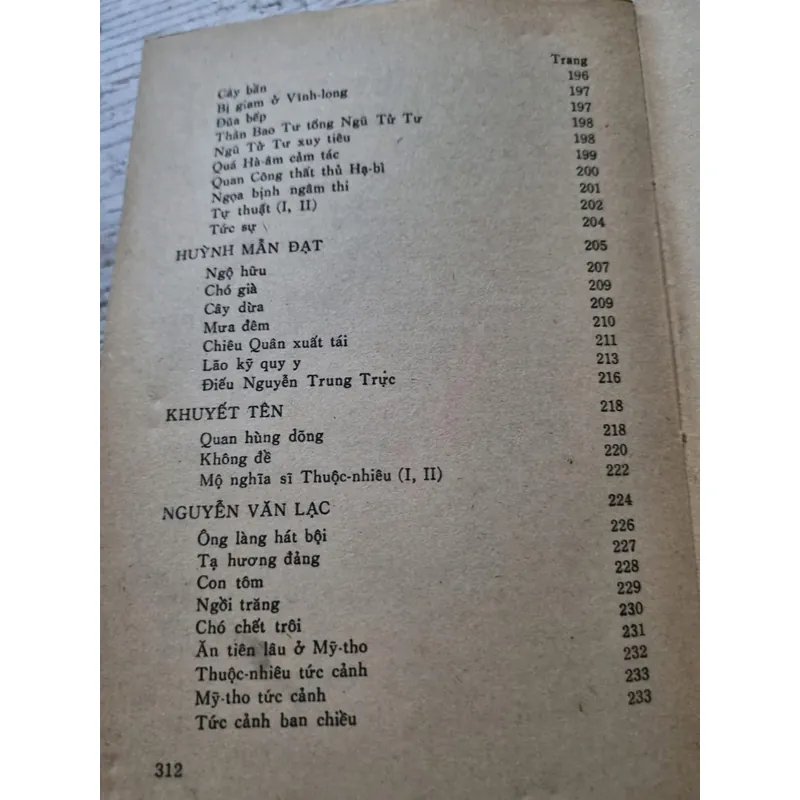 Trang
Cây bần 196
Bị giam ở Vĩnh-long 197
Đũa bếp 197
Thân Bao Tư tống Ngũ Tử Tư 198
Ngũ Tử Tư xuy tiêu 198
Quá Hà-âm cảm tác 199
Quan Công thất thủ Hạ-bì 200
Ngọa bịnh ngâm thi 201
Tự thuật (I, II) 202
Tức sự 204
HUỲNH MẪN ĐẠT 205
Ngộ hữu 207
Chó già 209
Cây dừa 209
Mưa đêm 210
Chiêu Quân xuất tái 211
Lão kỹ quy y 213
Điếu Nguyễn Trung Trực 216
KHUYẾT TÊN 218
Quan hùng dõng 218
Không đề 220
Mộ nghĩa sĩ Thuộc-nhiêu (I, II) 222
NGUYỄN VĂN LẠC 224
Ông làng hát bội 226
Tạ hương đảng 227
Con tôm 228
Ngồi trăng 229
Chó chết trôi 230
Ăn tiên lâu ở Mỹ-tho 231
Thuộc-nhiêu tức cảnh 232
Mỹ-tho tức cảnh 233
Tức cảnh ban chiều 233
312